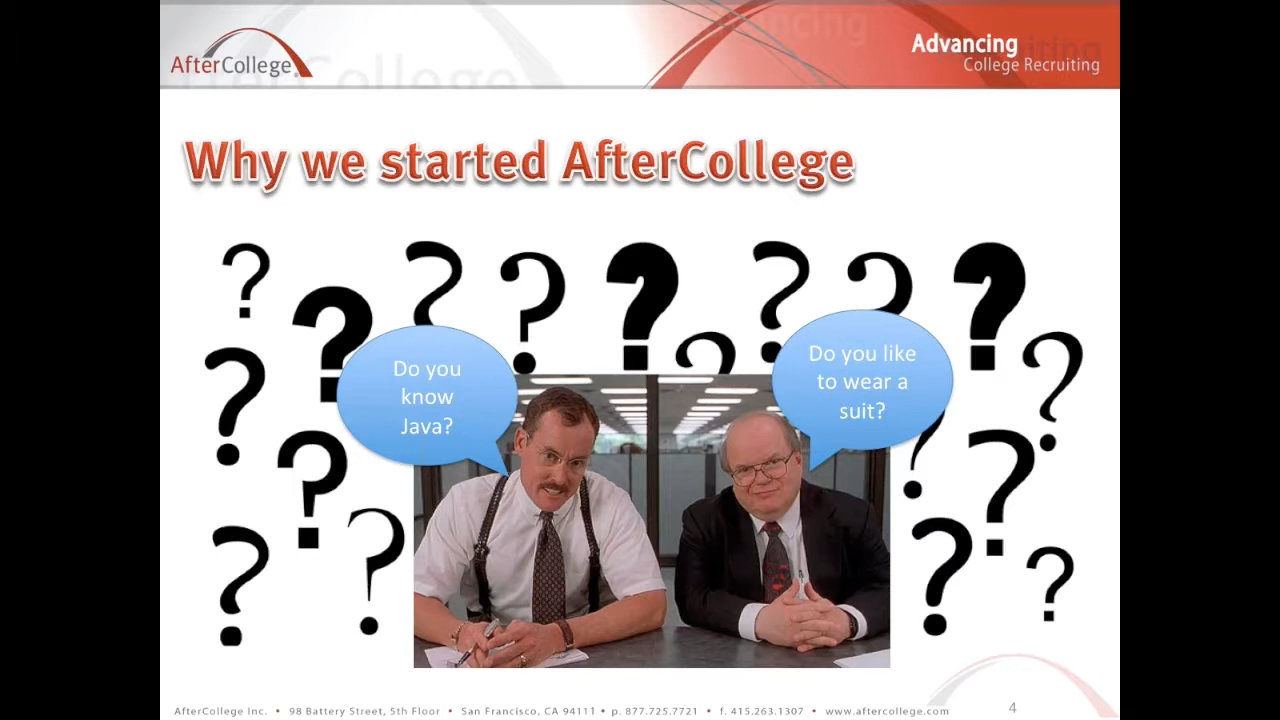 AfterCollege.
Advancing
College Recruiting
Why we started AfterCollege
? ? ? ? ? ? ? ?
Do you
know
Java?
Do you like
to wear a
suit?
AfterCollege Inc. • 98 Battery Street, 5th Floor • San Francisco, CA 94111 • p. 877.725.7721 • f. 415.263.1307 • www.aftercollege.com
4